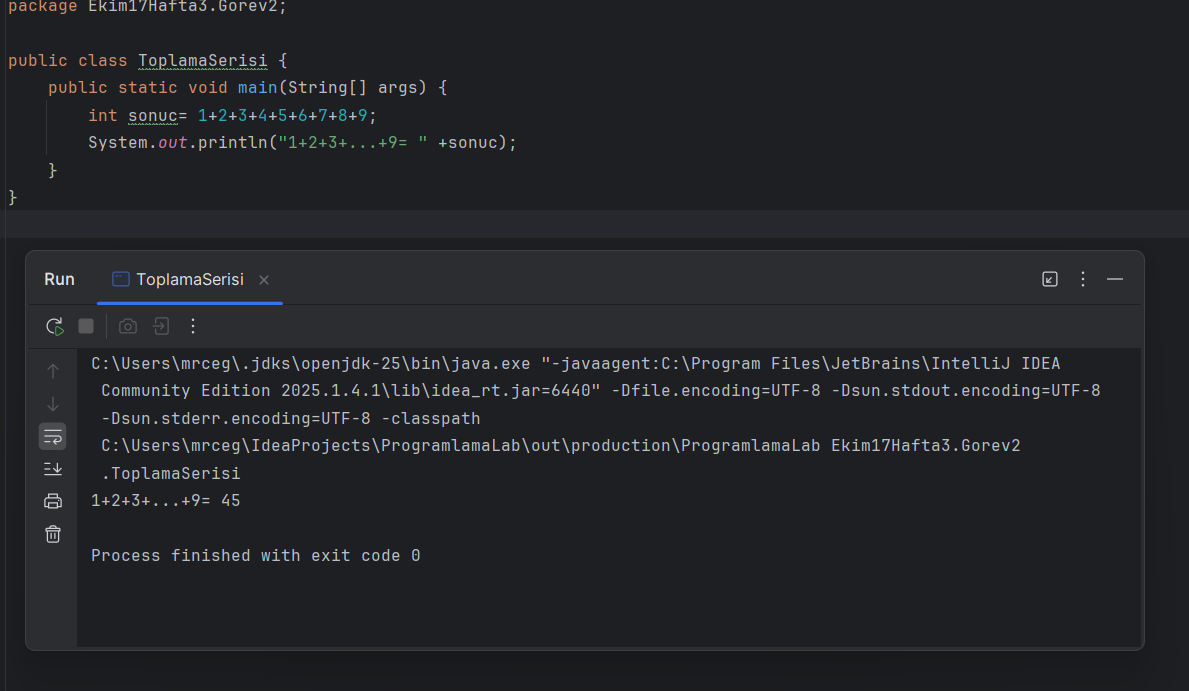 package Ekim17Hafta3.Gorev2;
public class ToplamaSerisi {
    public static void main(String[] args) {
        int sonuc= 1+2+3+4+5+6+7+8+9;
        System.out.println("1+2+3+...+9= " +sonuc);
    }
}
Run ToplamaSerisi
C:\Users\mrceg\.jdks\openjdk-25\bin\java.exe "-javaagent:C:\Program Files\JetBrains\IntelliJ IDEA
 Community Edition 2025.1.4.1\lib\idea_rt.jar=6440" -Dfile.encoding=UTF-8 -Dsun.stdout.encoding=UTF-8
 -Dsun.stderr.encoding=UTF-8 -classpath
 C:\Users\mrceg\IdeaProjects\ProgramlamaLab\out\production\ProgramlamaLab Ekim17Hafta3.Gorev2
 .ToplamaSerisi
1+2+3+...+9= 45
Process finished with exit code 0